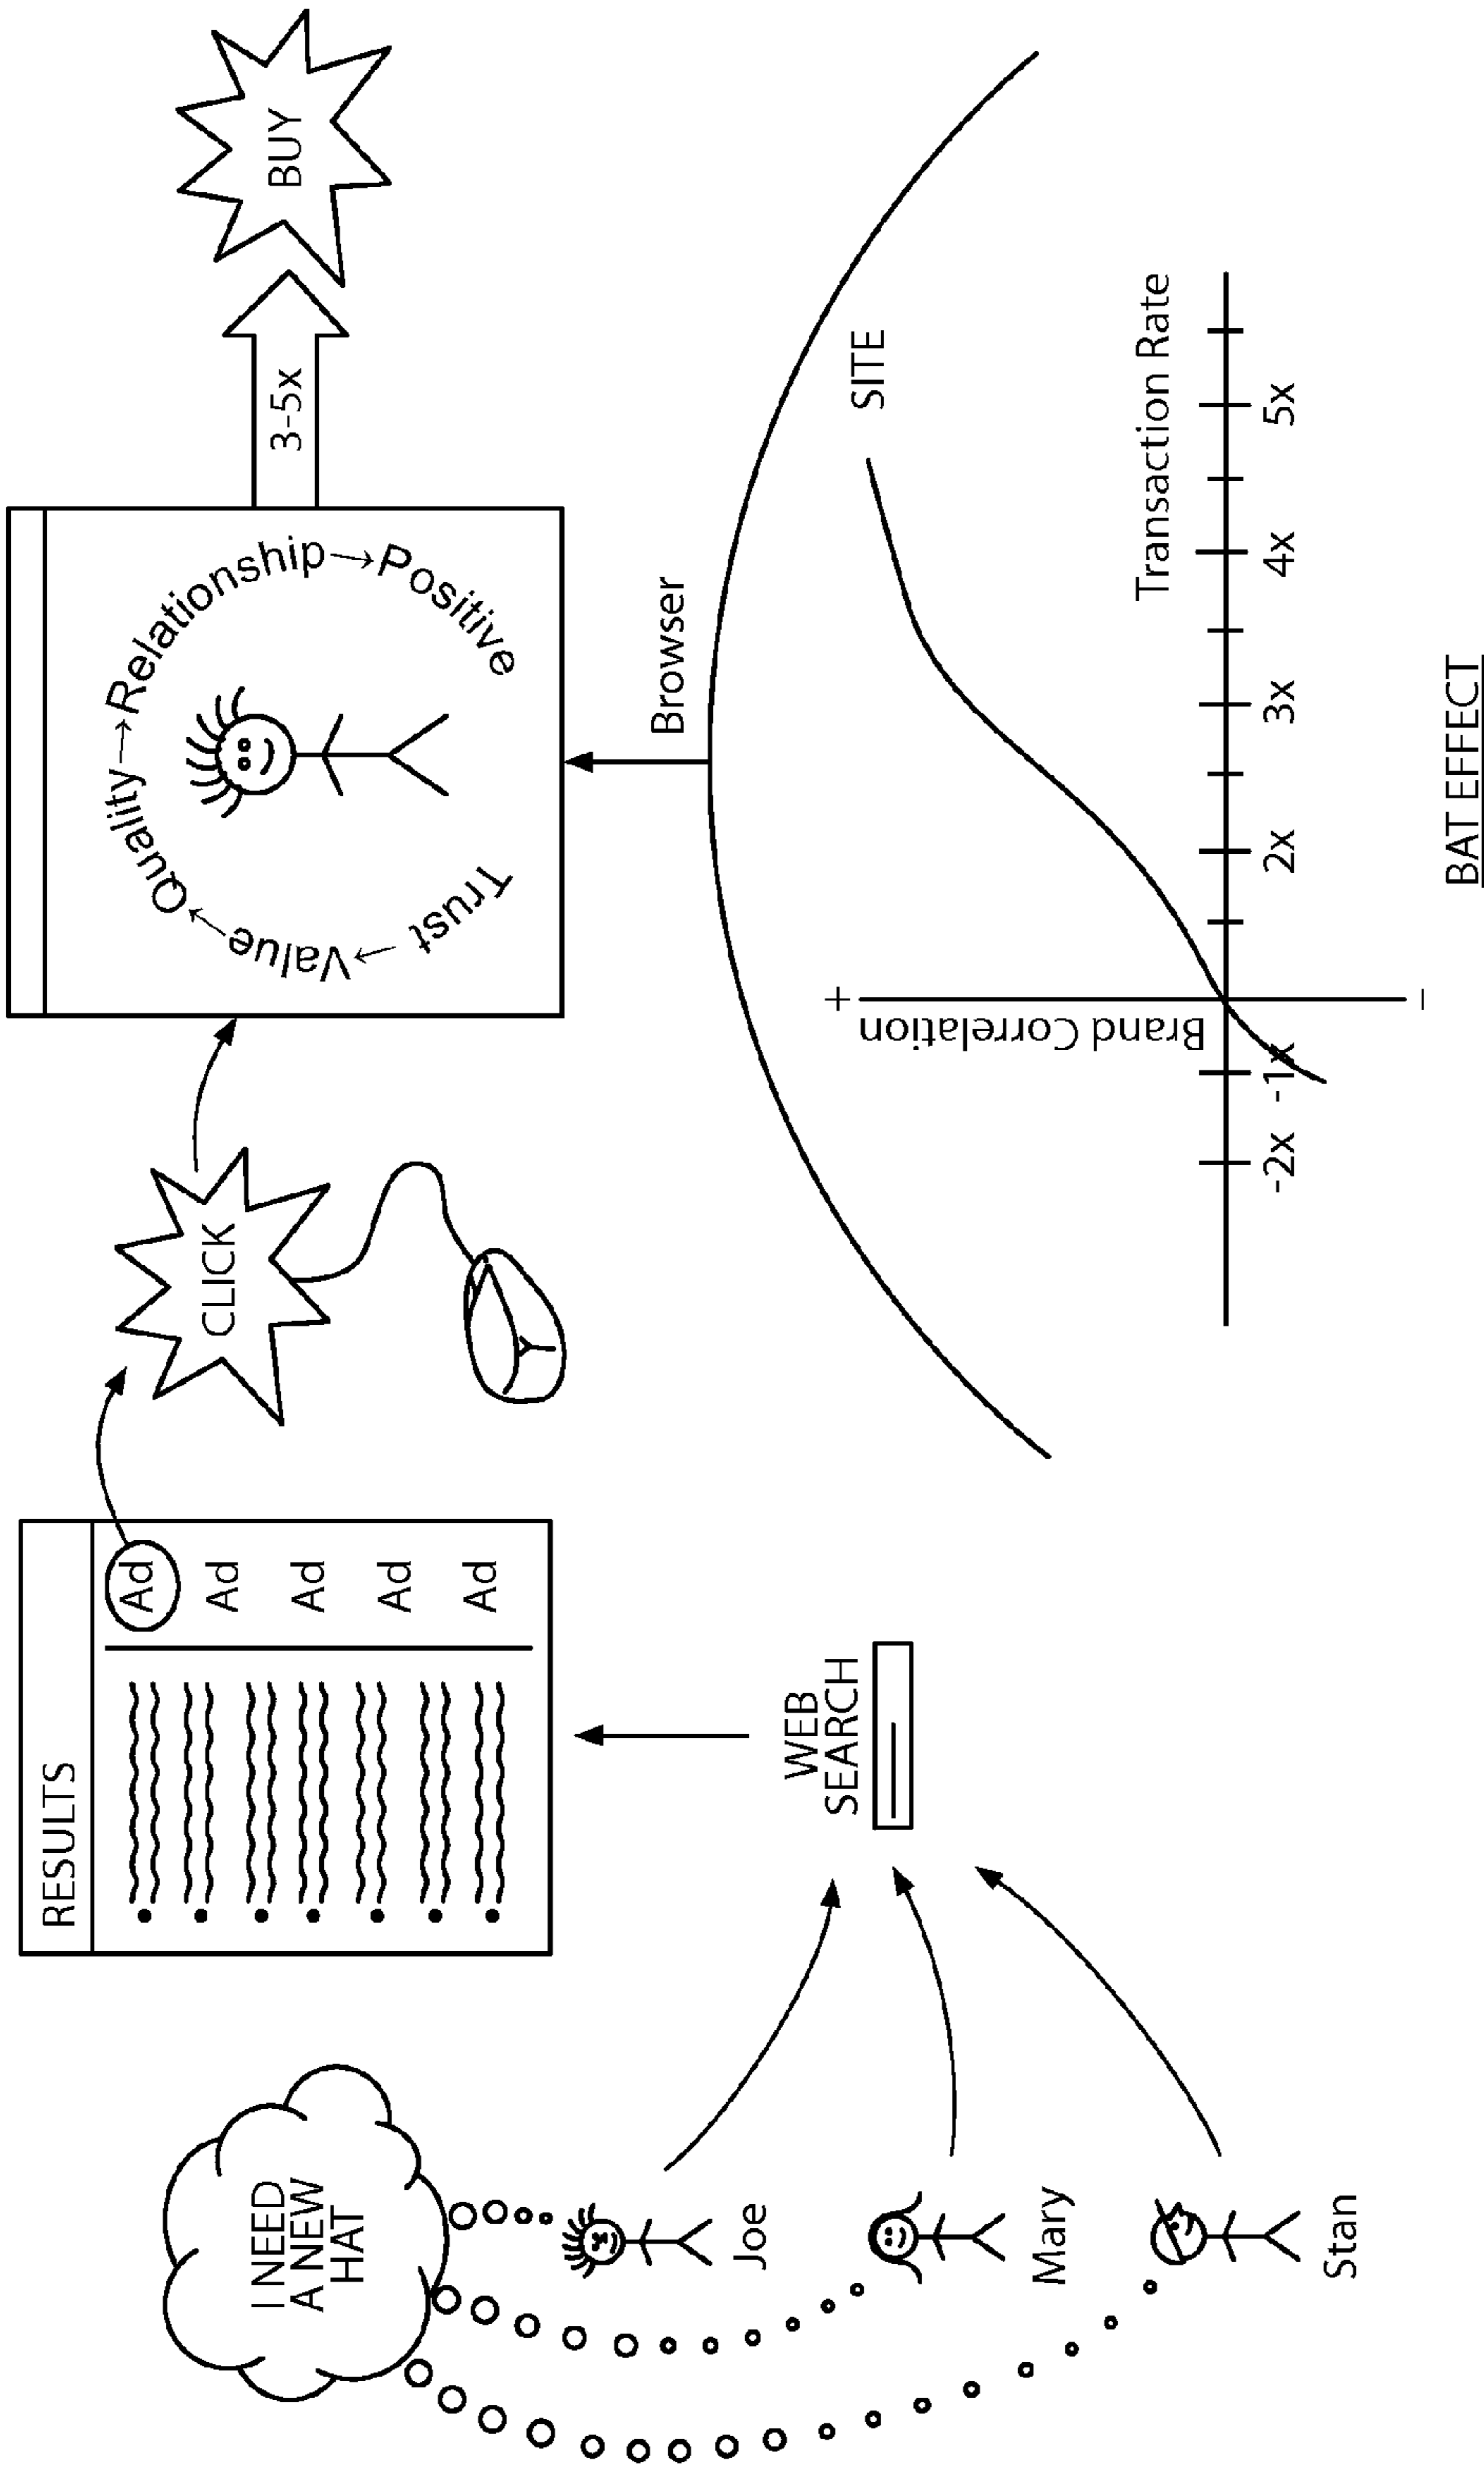 I NEED
A NEW
HAT
Joe
Mary
Stan
WEB
SEARCH
RESULTS
Ad
Ad
Ad
Ad
Ad
CLICK
Trust → Value → Quality → Relationship → Positive
3-5x
BUY
Browser
SITE
+
Brand Correlation
–
Transaction Rate
-2x -1x 2x 3x 4x 5x
BAT EFFECT